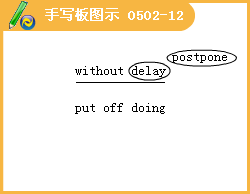 手写板图示 0502-12
postpone
without delay
put off doing